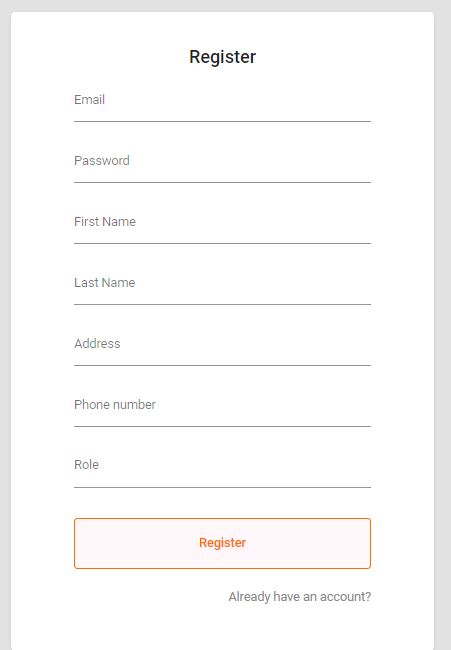 Register
Email
Password
First Name
Last Name
Address
Phone number
Role
Register
Already have an account?